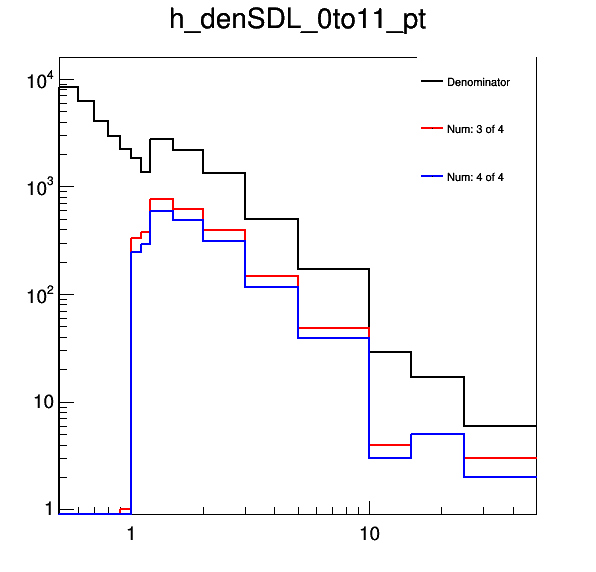 h_denSDL_0to11_pt
Denominator
Num: 3 of 4
Num: 4 of 4
10⁴
10³
10²
10
1
1
10